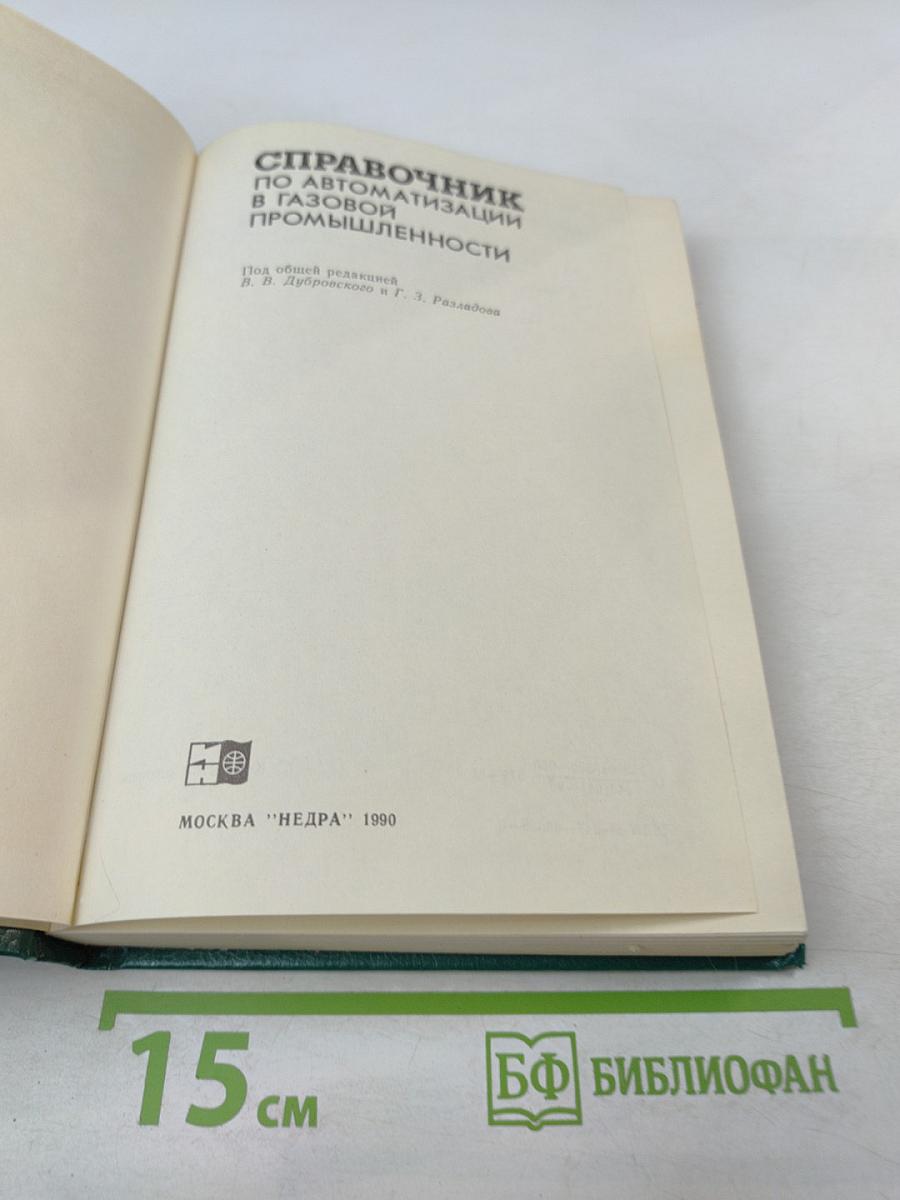 СПРАВОЧНИК
ПО АВТОМАТИЗАЦИИ
В ГАЗОВОЙ
ПРОМЫШЛЕННОСТИ
Под общей редакцией
В. В. Дубровского и Г. З. Разладова
МОСКВА "НЕДРА" 1990
15 см
БФ БИБЛИОФАН